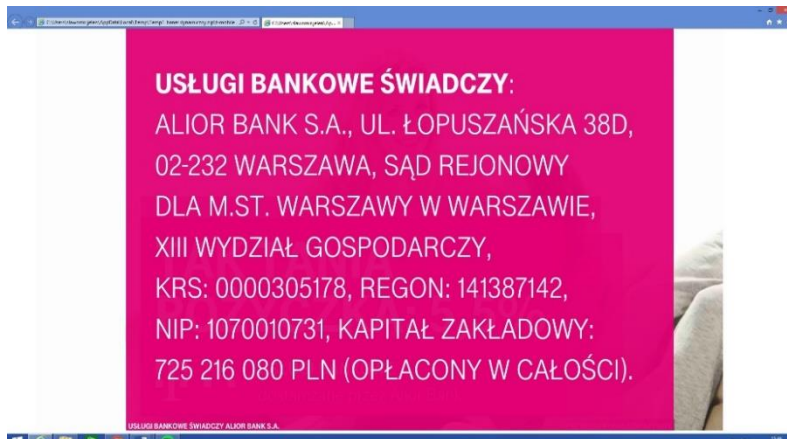 USŁUGI BANKOWE ŚWIADCZY:
ALIOR BANK S.A., UL. ŁOPUSZAŃSKA 38D,
02-232 WARSZAWA, SĄD REJONOWY
DLA M.ST. WARSZAWY W WARSZAWIE,
XIII WYDZIAŁ GOSPODARCZY,
KRS: 0000305178, REGON: 141387142,
NIP: 1070010731, KAPITAŁ ZAKŁADOWY:
725 216 080 PLN (OPŁACONY W CAŁOŚCI).
USŁUGI BANKOWE ŚWIADCZY ALIOR BANK S.A.